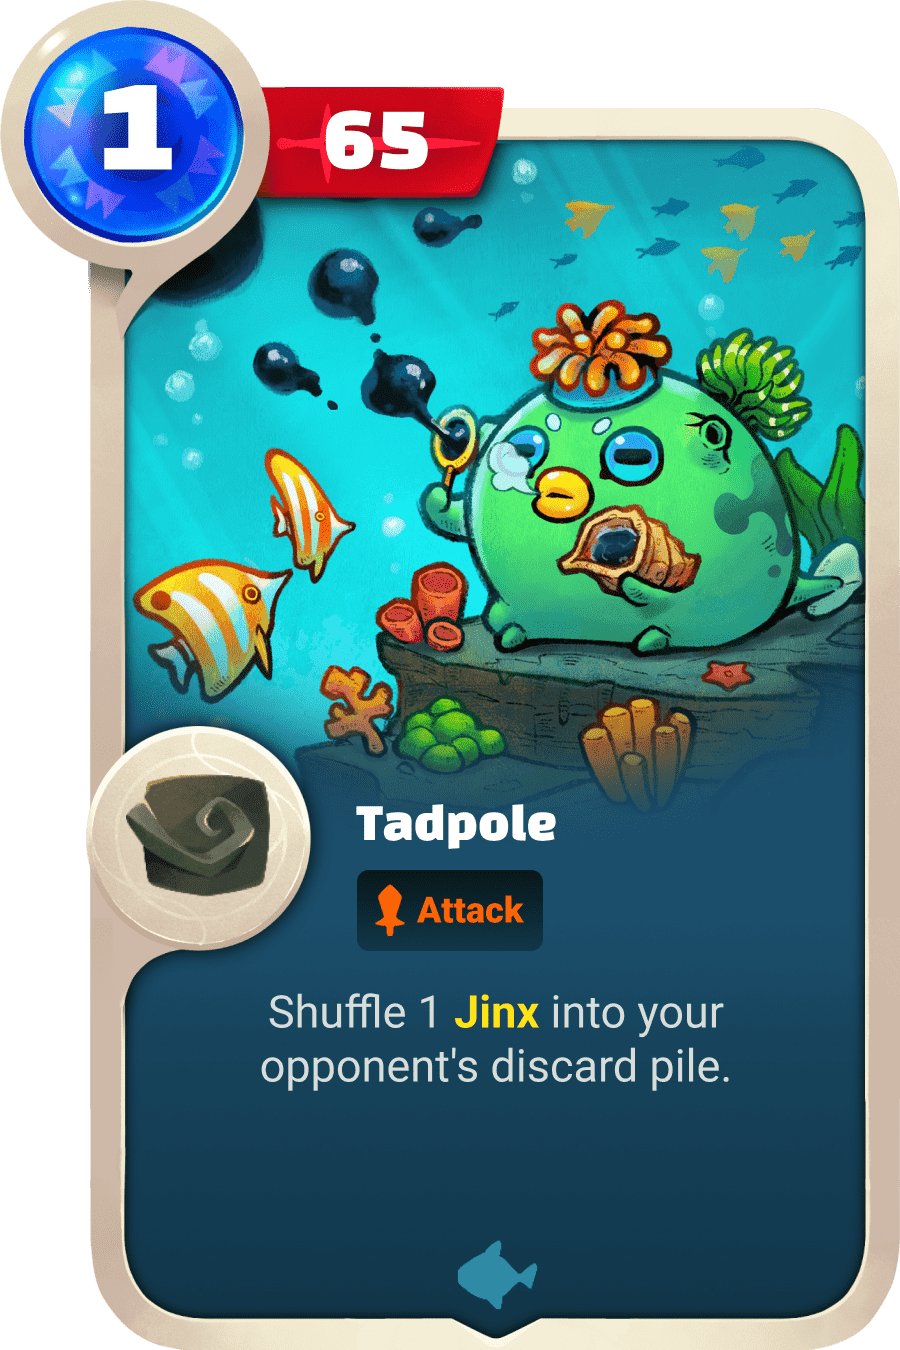 1
65
Tadpole
Attack
Shuffle 1 Jinx into your
opponent's discard pile.